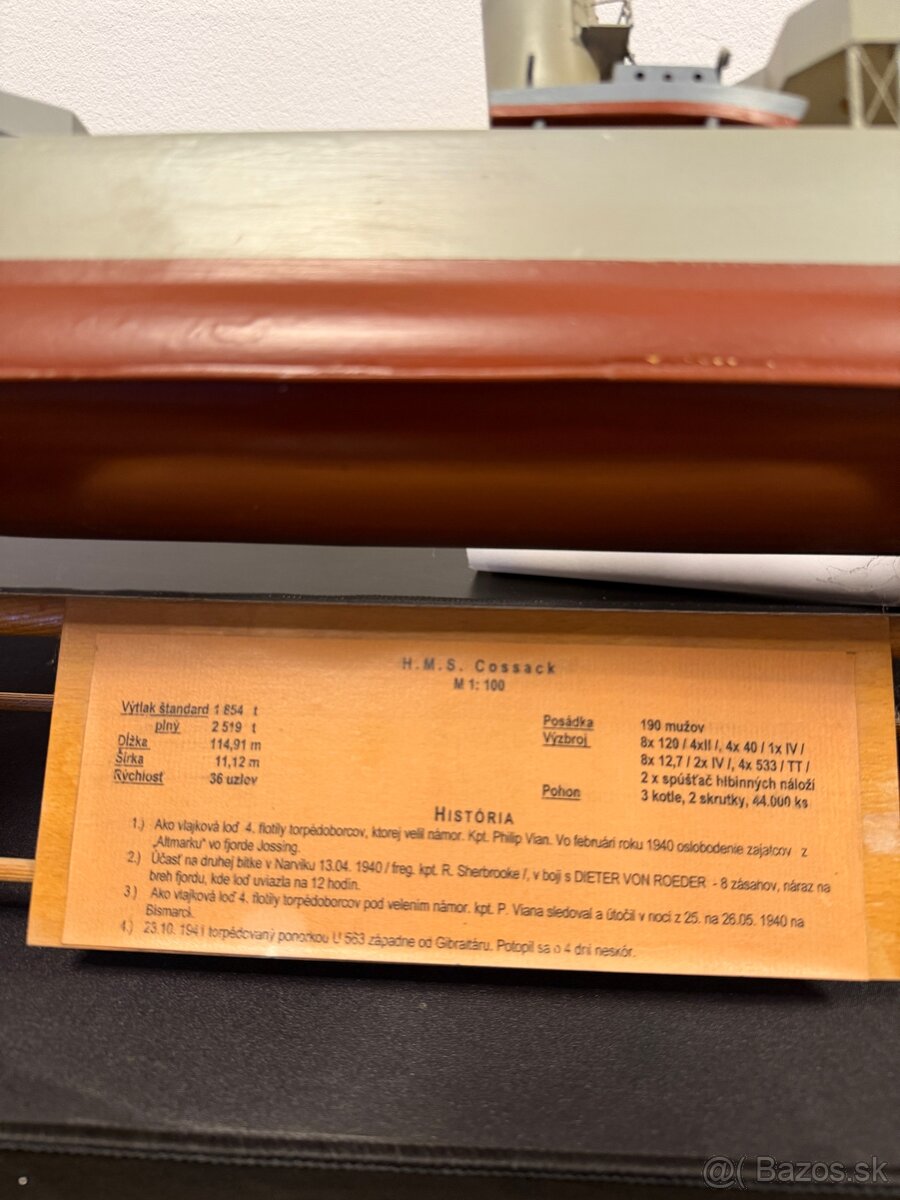 H.M.S. Cossack
M 1: 100
Výtlak štandard 1 854 t
plný 2 519 t
Dĺžka 114,91 m
Šírka 11,12 m
Rýchlosť 36 uzlov
Posádka 190 mužov
Výzbroj 8x 120 / 4xII /, 4x 40 / 1x IV /
8x 12,7 / 2x IV /, 4x 533 / TT /
2 x spúšťač hlbinných náloží
Pohon 3 kotle, 2 skrutky, 44.000 ks
HISTÓRIA
1.) Ako vlajková loď 4. flotily torpédoborcov, ktorej velil námor. Kpt. Philip Vian. Vo februári roku 1940 oslobodenie zajatcov z
„Altmarku" vo fjorde Jossing.
2.) Účasť na druhej bitke v Narviku 13.04. 1940 / freg. kpt. R. Sherbrooke /, v boji s DIETER VON ROEDER - 8 zásahov, náraz na
breh fjordu, kde loď uviazla na 12 hodín.
3.) Ako vlajková loď 4. flotily torpédoborcov pod velením námor. kpt. P. Viana sledoval a útočil v noci z 25. na 26.05. 1940 na
Bismarck.
4.) 23.10. 1941 torpédovaný ponorkou U 563 západne od Gibraltáru. Potopil sa o 4 dni neskôr.
@( Bazos.sk